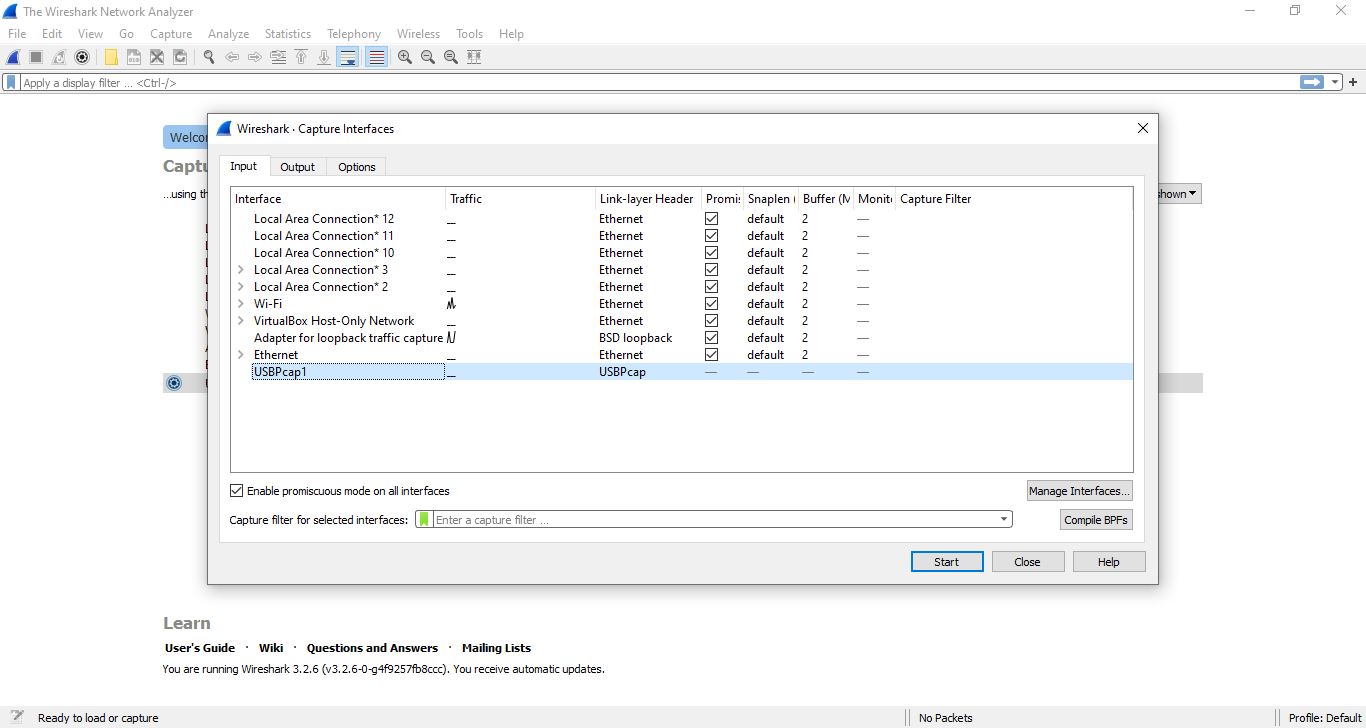 The Wireshark Network Analyzer
File Edit View Go Capture Analyze Statistics Telephony Wireless Tools Help
Apply a display filter ... <Ctrl-/>
Welco
Wireshark · Capture Interfaces
Captu
Input Output Options
...using th
hown
Interface Traffic Link-layer Header Promis Snaplen ( Buffer (M Monito Capture Filter
Local Area Connection* 12 Ethernet default 2 —
Local Area Connection* 11 Ethernet default 2 —
Local Area Connection* 10 Ethernet default 2 —
Local Area Connection* 3 Ethernet default 2 —
Local Area Connection* 2 Ethernet default 2 —
Wi-Fi Ethernet default 2 —
VirtualBox Host-Only Network Ethernet default 2 —
Adapter for loopback traffic capture BSD loopback default 2 —
Ethernet Ethernet default 2 —
USBPcap1 USBPcap — — — —
Enable promiscuous mode on all interfaces
Manage Interfaces...
Capture filter for selected interfaces: Enter a capture filter ... Compile BPFs
Start Close Help
Learn
User's Guide · Wiki · Questions and Answers · Mailing Lists
You are running Wireshark 3.2.6 (v3.2.6-0-g4f9257fb8ccc). You receive automatic updates.
Ready to load or capture No Packets Profile: Default